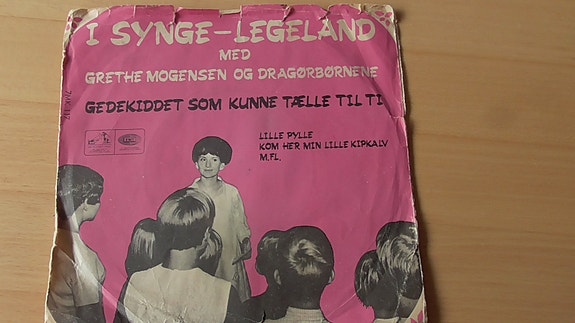 I SYNGE-LEGELAND
MED
GRETHE MOGENSEN OG DRAGØRBØRNENE
GEDEKIDDET SOM KUNNE TÆLLE TIL TI
LILLE PYLLE
KOM HER MIN LILLE KIPKALV
M.FL.